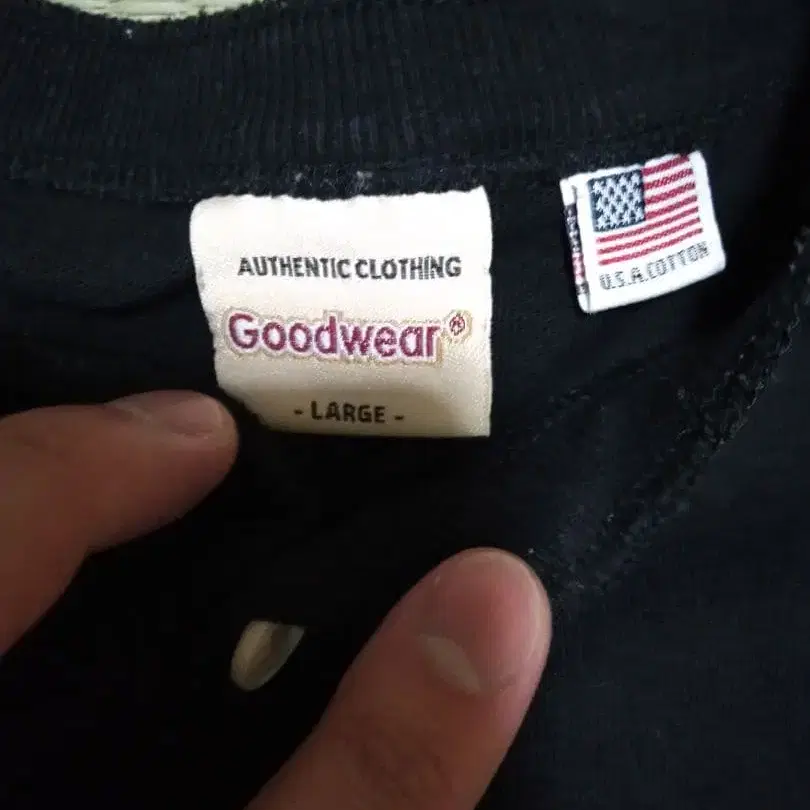 AUTHENTIC CLOTHING
Goodwear®
- LARGE -
U.S.A.COTTON